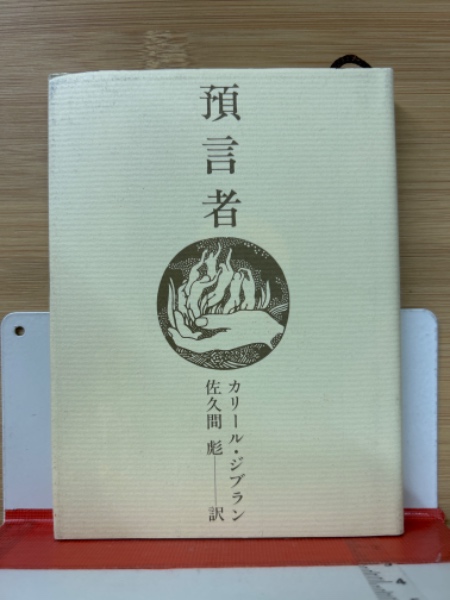 預言者
カリール・ジブラン
佐久間 彪──訳